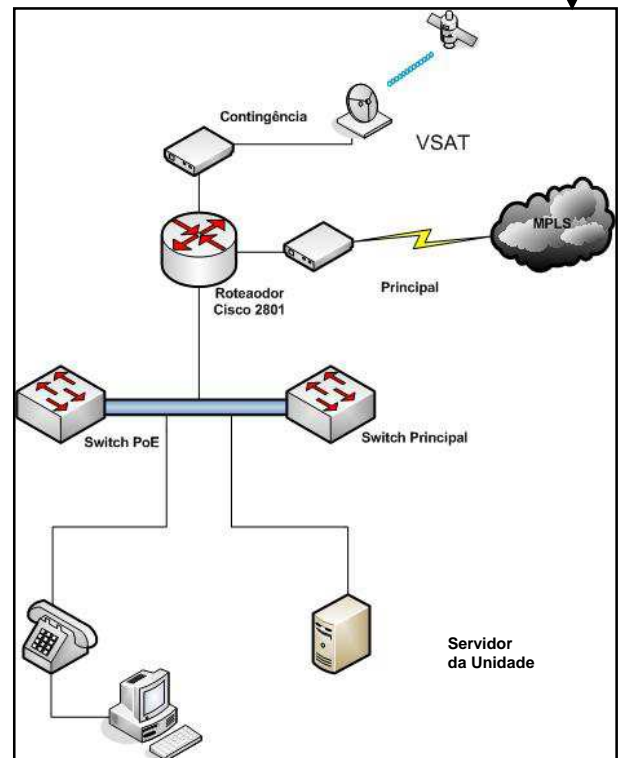 Contingência
VSAT
MPLS
Roteaodor
Cisco 2801
Principal
Switch PoE
Switch Principal
Servidor
da Unidade